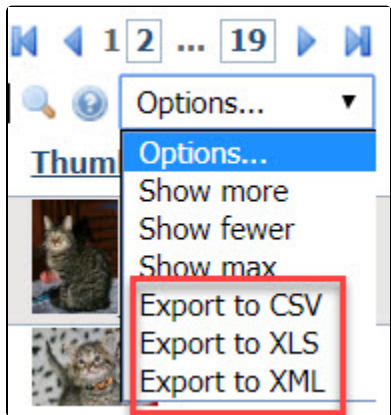 1 2 ... 19
Options...
Thum
Options...
Show more
Show fewer
Show max
Export to CSV
Export to XLS
Export to XML